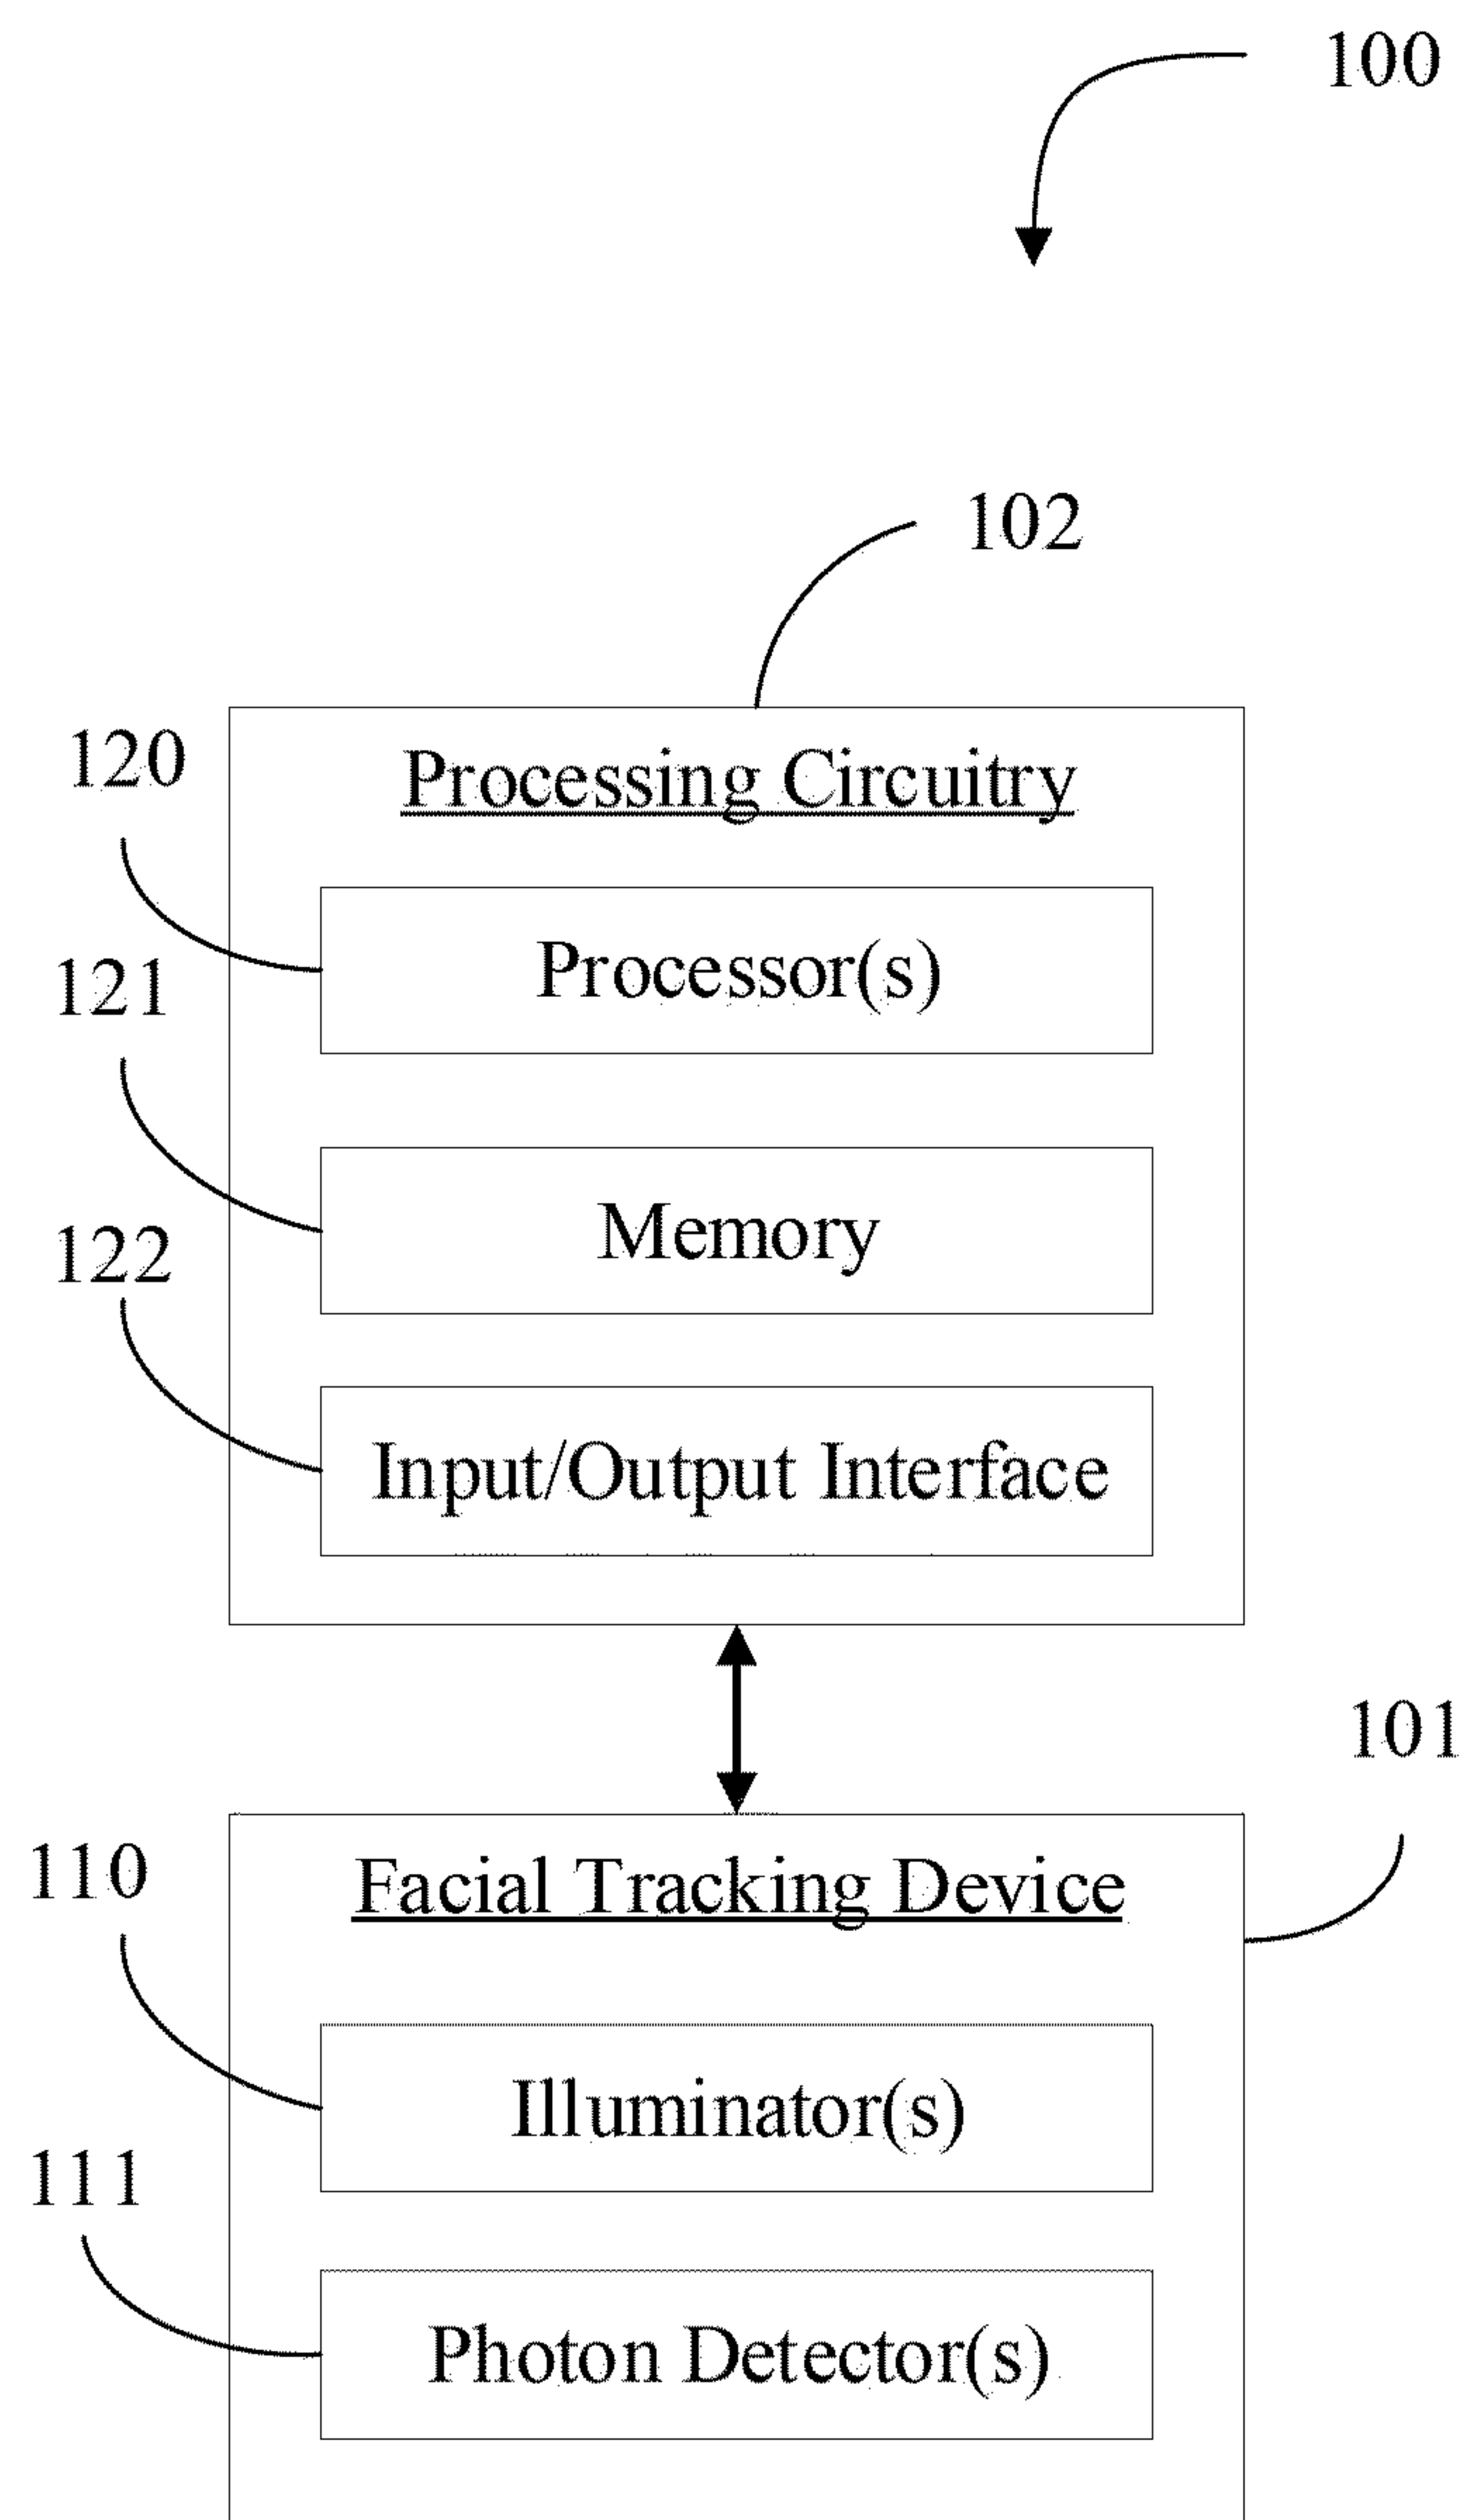 100
102
120
Processing Circuitry
Processor(s)
121
Memory
122
Input/Output Interface
101
110
Facial Tracking Device
Illuminator(s)
111
Photon Detector(s)